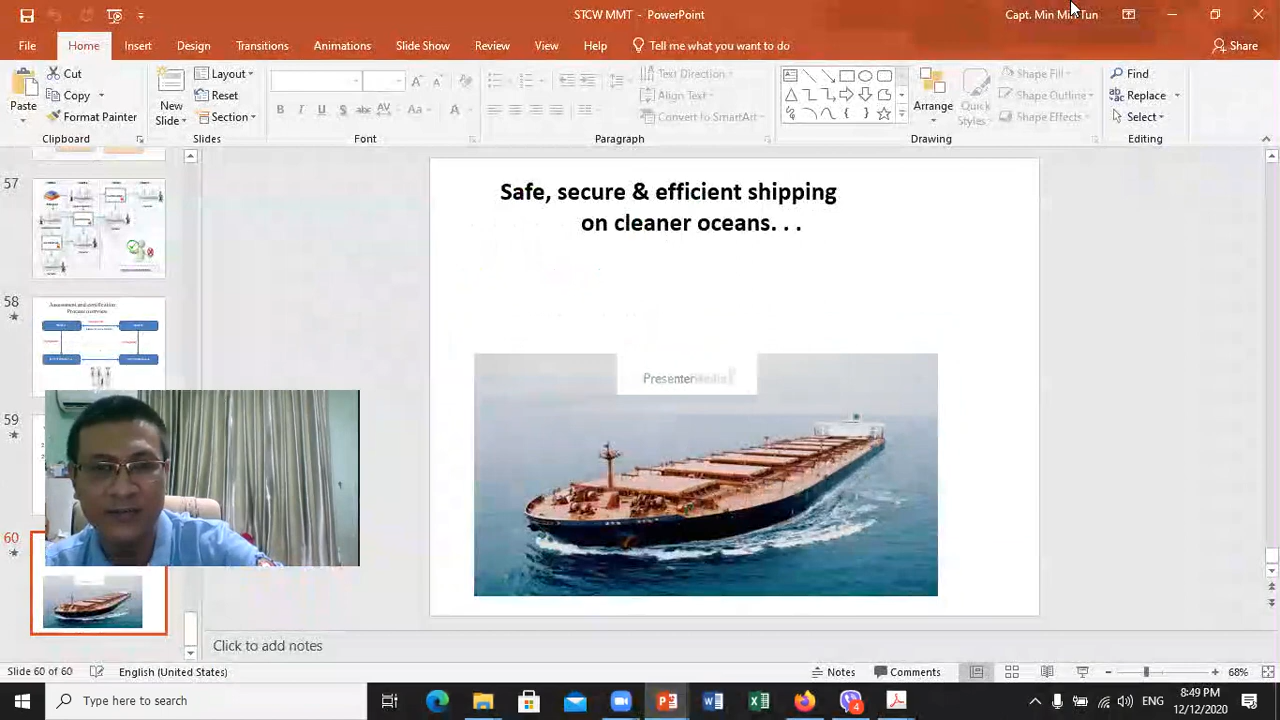 STCW MMT - PowerPoint
Capt. Min Min Tun
File Home Insert Design Transitions Animations Slide Show Review View Help Tell me what you want to do Share
Paste
Cut
Copy
Format Painter
Clipboard
New Slide
Layout
Reset
Section
Slides
B I U S abc AV Aa A
Font
Text Direction
Align Text
Convert to SmartArt
Paragraph
Arrange
Quick Styles
Shape Fill
Shape Outline
Shape Effects
Drawing
Find
Replace
Select
Editing
57
58
Assessment and certification
59
60
Safe, secure & efficient shipping
on cleaner oceans. . .
PresenterMedia
Click to add notes
Slide 60 of 60 English (United States) Notes Comments 68%
Type here to search
4
ENG
8:49 PM
12/12/2020